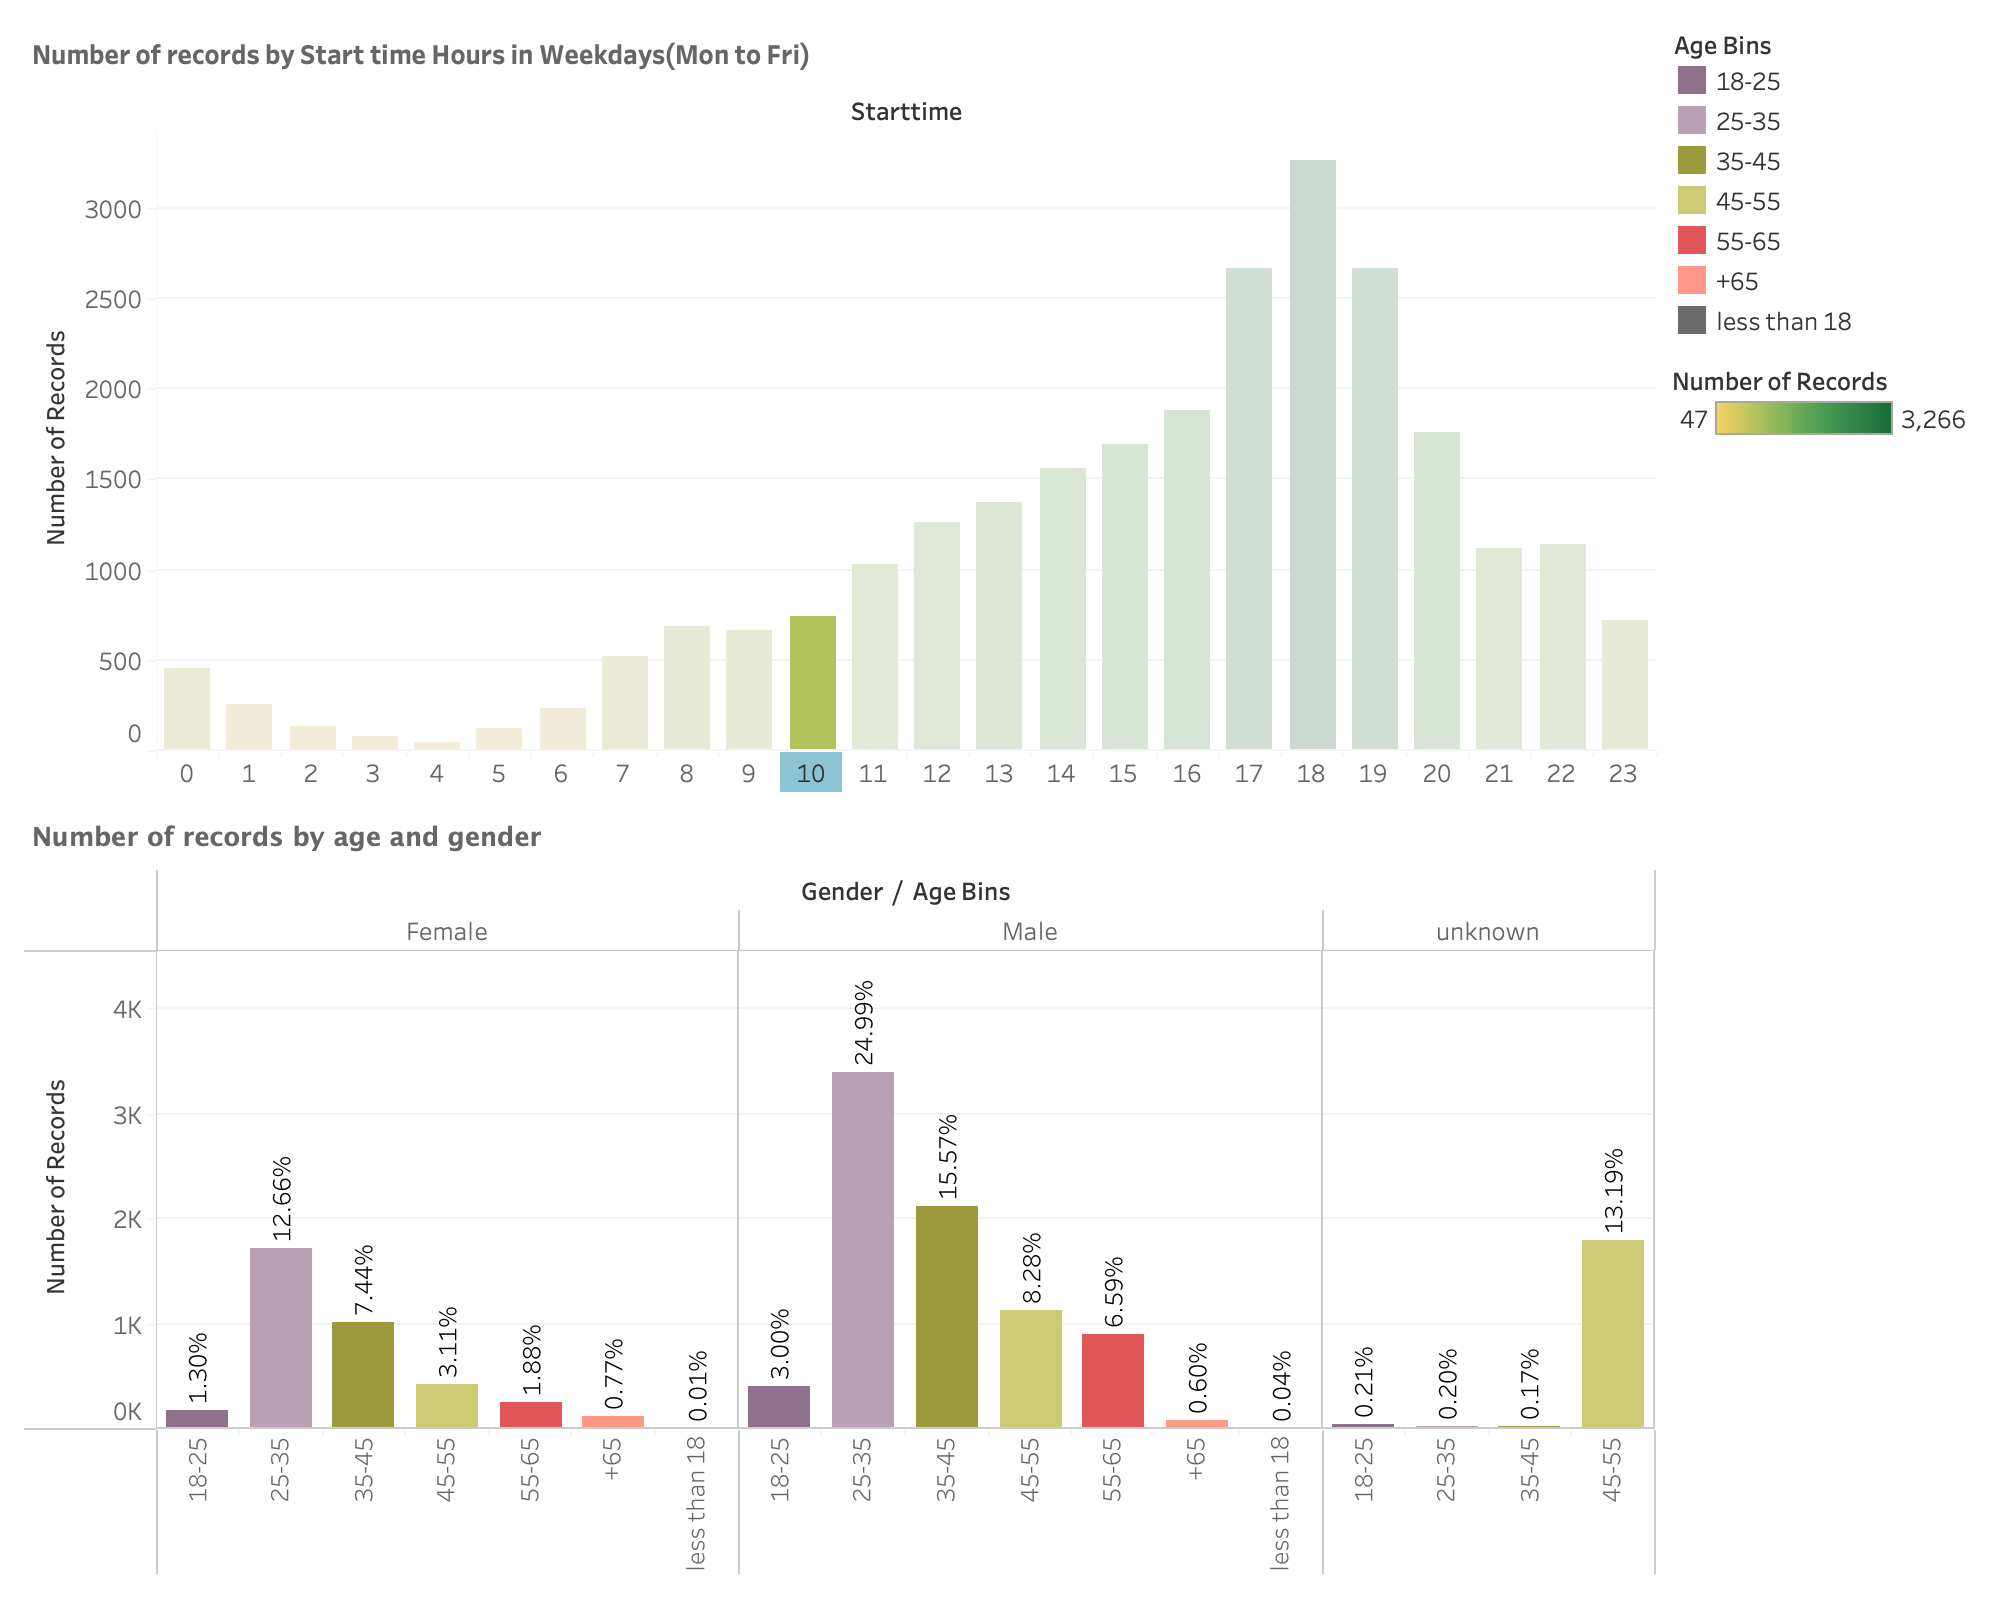 Number of records by Start time Hours in Weekdays(Mon to Fri)
Starttime
Number of Records
3000
2500
2000
1500
1000
500
0
0 1 2 3 4 5 6 7 8 9 10 11 12 13 14 15 16 17 18 19 20 21 22 23
Age Bins
18-25
25-35
35-45
45-55
55-65
+65
less than 18
Number of Records
47 3,266
Number of records by age and gender
Gender / Age Bins
Female Male unknown
Number of Records
4K
3K
2K
1K
0K
1.30% 12.66% 7.44% 3.11% 1.88% 0.77% 0.01% 3.00% 24.99% 15.57% 8.28% 6.59% 0.60% 0.04% 0.21% 0.20% 0.17% 13.19%
18-25 25-35 35-45 45-55 55-65 +65 less than 18 18-25 25-35 35-45 45-55 55-65 +65 less than 18 18-25 25-35 35-45 45-55